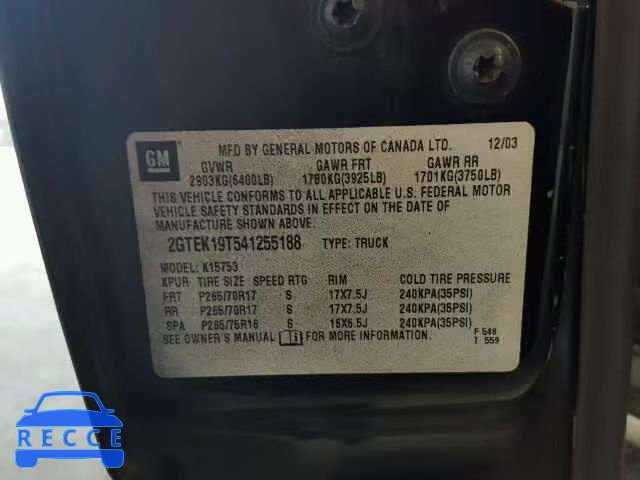 GM
MFD BY GENERAL MOTORS OF CANADA LTD. 12/03
GVWR GAWR FRT GAWR RR
2903KG(6400LB) 1780KG(3925LB) 1701KG(3750LB)
THIS VEHICLE CONFORMS TO ALL APPLICABLE U.S. FEDERAL MOTOR
VEHICLE SAFETY STANDARDS IN EFFECT ON THE DATE OF
MANUFACTURE SHOWN ABOVE.
2GTEK19T541255188 TYPE: TRUCK
MODEL: K15753
KPUR TIRE SIZE SPEED RTG RIM COLD TIRE PRESSURE
FRT P265/70R17 S 17X7.5J 240KPA(35PSI)
RR P265/70R17 S 17X7.5J 240KPA(35PSI)
SPA P265/75R16 S 16X6.5J 240KPA(35PSI)
SEE OWNER'S MANUAL FOR MORE INFORMATION.
F 548
T 559
RECCE